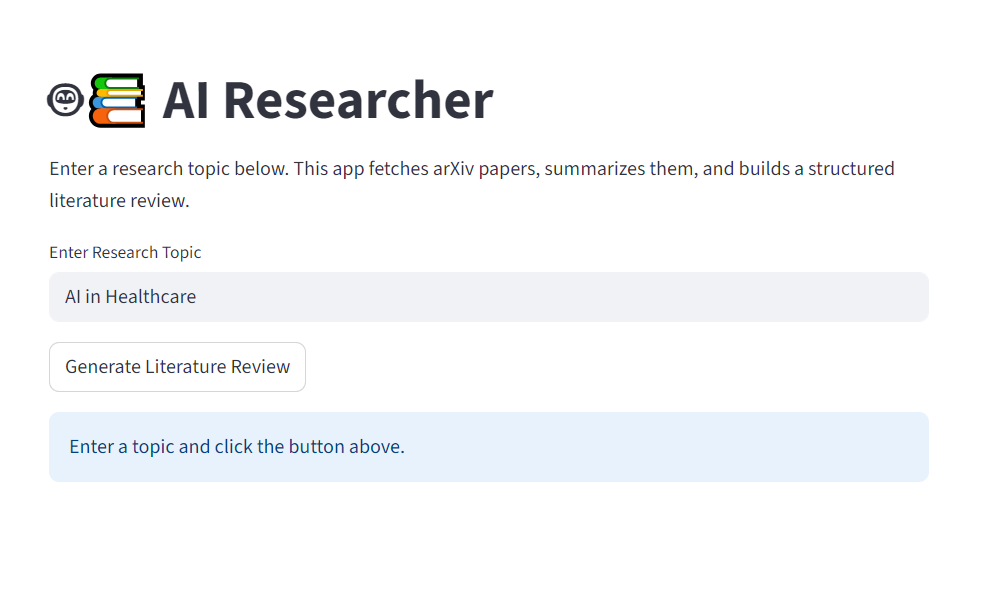 AI Researcher
Enter a research topic below. This app fetches arXiv papers, summarizes them, and builds a structured
literature review.
Enter Research Topic
AI in Healthcare
Generate Literature Review
Enter a topic and click the button above.